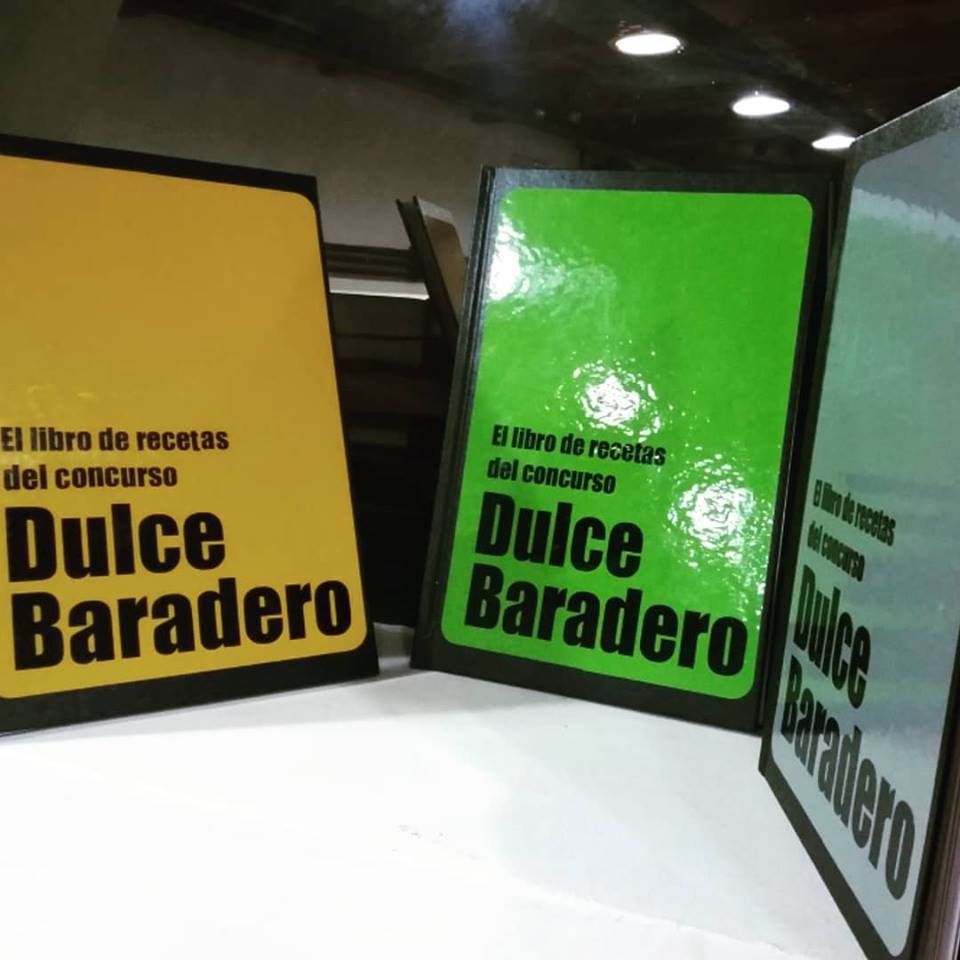 El libro de recetas
del concurso
Dulce
Baradero
El libro de recetas
del concurso
Dulce
Baradero
El libro de recetas
del concurso
Dulce
Baradero